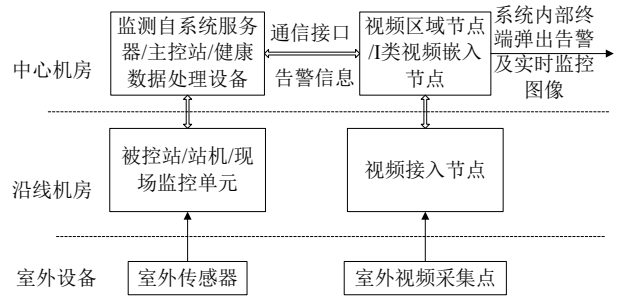 监测自系统服务
器/主控站/健康
数据处理设备
通信接口
告警信息
视频区域节点
/I类视频嵌入
节点
系统内部终
端弹出告警
及实时监控
图像
中心机房
被控站/站机/现
场监控单元
视频接入节点
沿线机房
室外设备
室外传感器
室外视频采集点